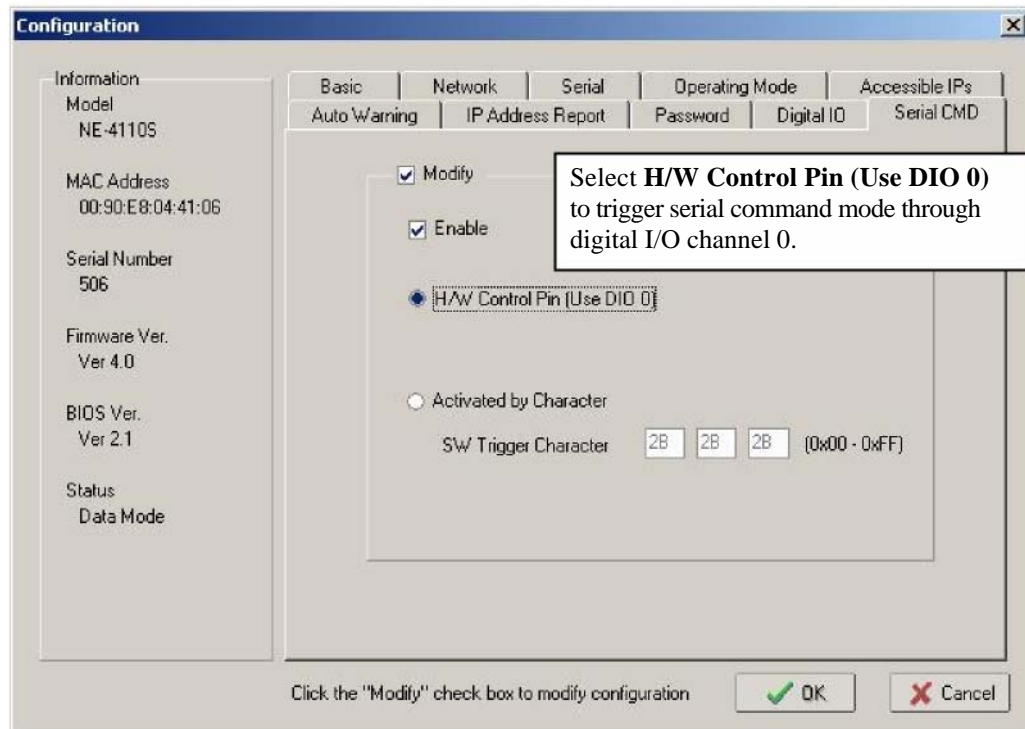 Configuration
Information
Model
NE-4110S
MAC Address
00:90:E8:04:41:06
Serial Number
506
Firmware Ver.
Ver 4.0
BIOS Ver.
Ver 2.1
Status
Data Mode
Basic Network Serial Operating Mode Accessible IPs
Auto Warning IP Address Report Password Digital IO Serial CMD
Modify
Enable
Select H/W Control Pin (Use DIO 0)
to trigger serial command mode through
digital I/O channel 0.
H/W Control Pin (Use DIO 0)
Activated by Character
SW Trigger Character 2B 2B 2B (0x00 - 0xFF)
Click the "Modify" check box to modify configuration OK Cancel